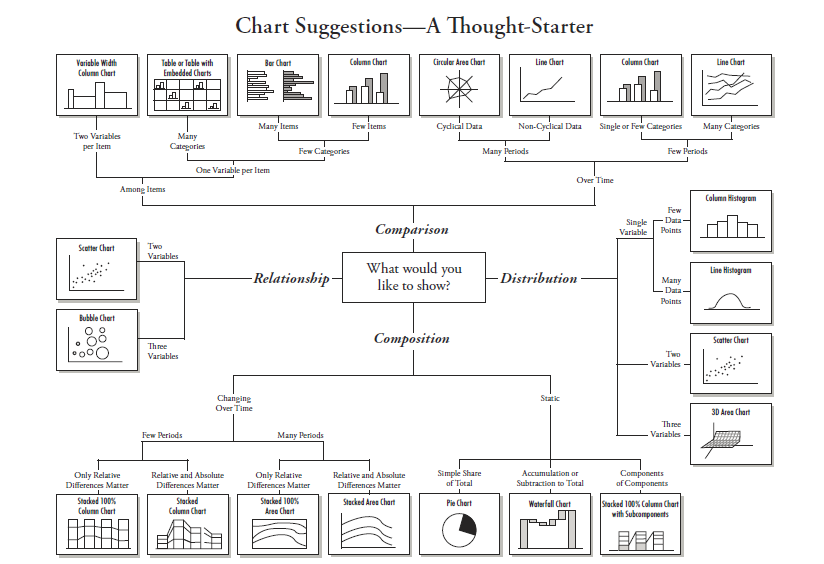 Chart Suggestions—A Thought-Starter
Variable Width
Column Chart
Table or Table with
Embedded Charts
Bar Chart
Column Chart
Circular Area Chart
Line Chart
Column Chart
Line Chart
Many Items
Few Items
Cyclical Data
Non-Cyclical Data
Single or Few Categories
Many Categories
Two Variables
per Item
Many
Categories
Few Categories
Many Periods
Few Periods
One Variable per Item
Among Items
Over Time
Comparison
What would you
like to show?
Relationship
Scatter Chart
Two
Variables
Bubble Chart
Three
Variables
Distribution
Single
Variable
Few
Data
Points
Column Histogram
Many
Data
Points
Line Histogram
Two
Variables
Scatter Chart
Three
Variables
3D Area Chart
Composition
Changing
Over Time
Static
Few Periods
Many Periods
Only Relative
Differences Matter
Relative and Absolute
Differences Matter
Only Relative
Differences Matter
Relative and Absolute
Differences Matter
Simple Share
of Total
Accumulation or
Subtraction to Total
Components
of Components
Stacked 100%
Column Chart
Stacked
Column Chart
Stacked 100%
Area Chart
Stacked Area Chart
Pie Chart
Waterfall Chart
Stacked 100% Column Chart
with Subcomponents